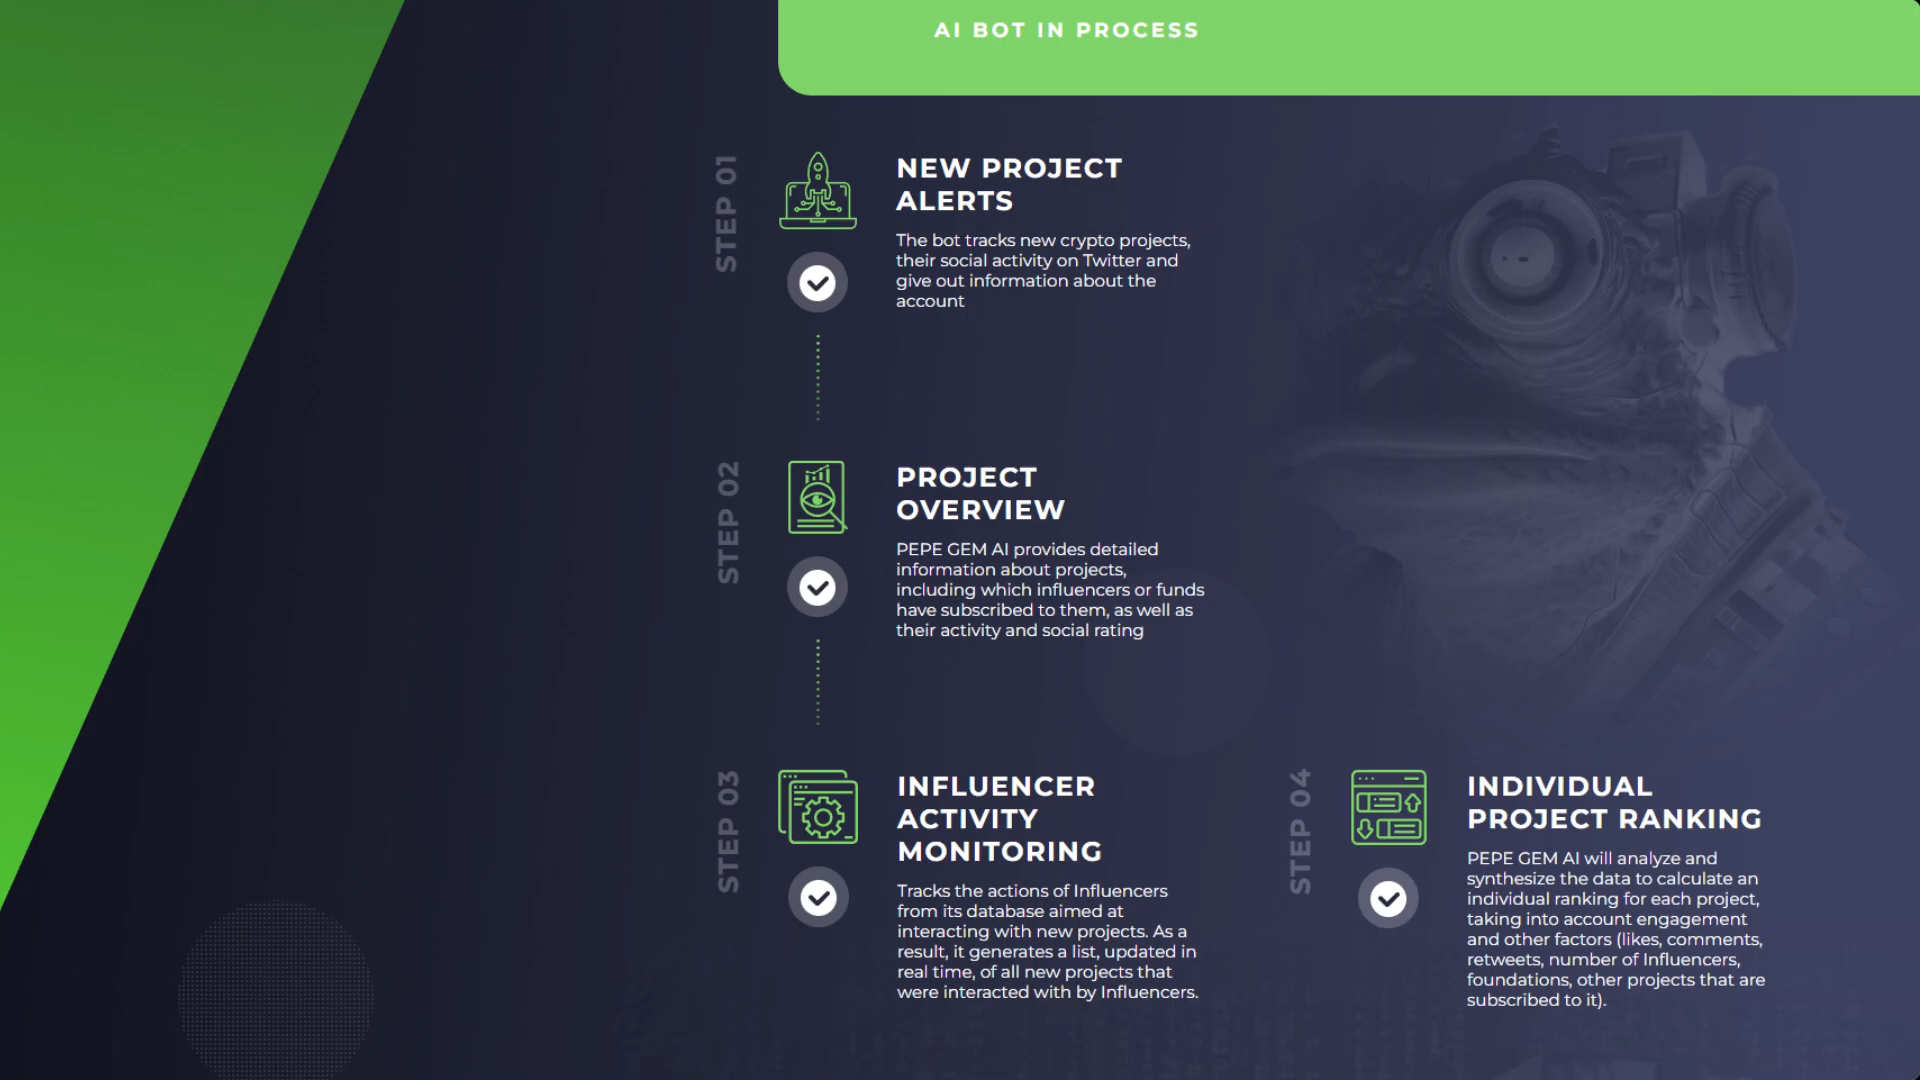 AI BOT IN PROCESS
STEP 01
NEW PROJECT
ALERTS
The bot tracks new crypto projects,
their social activity on Twitter and
give out information about the
account
STEP 02
PROJECT
OVERVIEW
PEPE GEM AI provides detailed
information about projects,
including which influencers or funds
have subscribed to them, as well as
their activity and social rating
STEP 03
INFLUENCER
ACTIVITY
MONITORING
Tracks the actions of Influencers
from its database aimed at
interacting with new projects. As a
result, it generates a list, updated in
real time, of all new projects that
were interacted with by Influencers.
STEP 04
INDIVIDUAL
PROJECT RANKING
PEPE GEM AI will analyze and
synthesize the data to calculate an
individual ranking for each project,
taking into account engagement
and other factors (likes, comments,
retweets, number of Influencers,
foundations, other projects that are
subscribed to it).